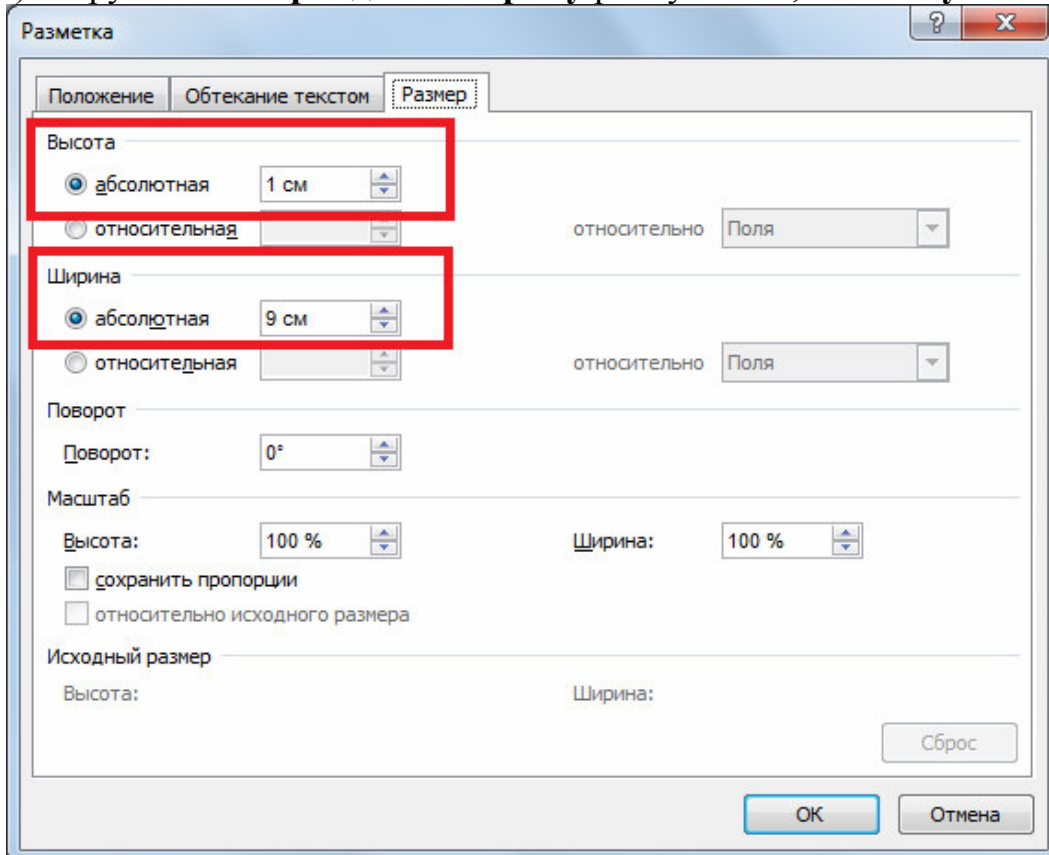 Разметка
Положение Обтекание текстом Размер
Высота
абсолютная 1 см
относительная относительно Поля
Ширина
абсолютная 9 см
относительная относительно Поля
Поворот
Поворот: 0°
Масштаб
Высота: 100 % Ширина: 100 %
сохранить пропорции
относительно исходного размера
Исходный размер
Высота: Ширина:
Сброс
ОК Отмена